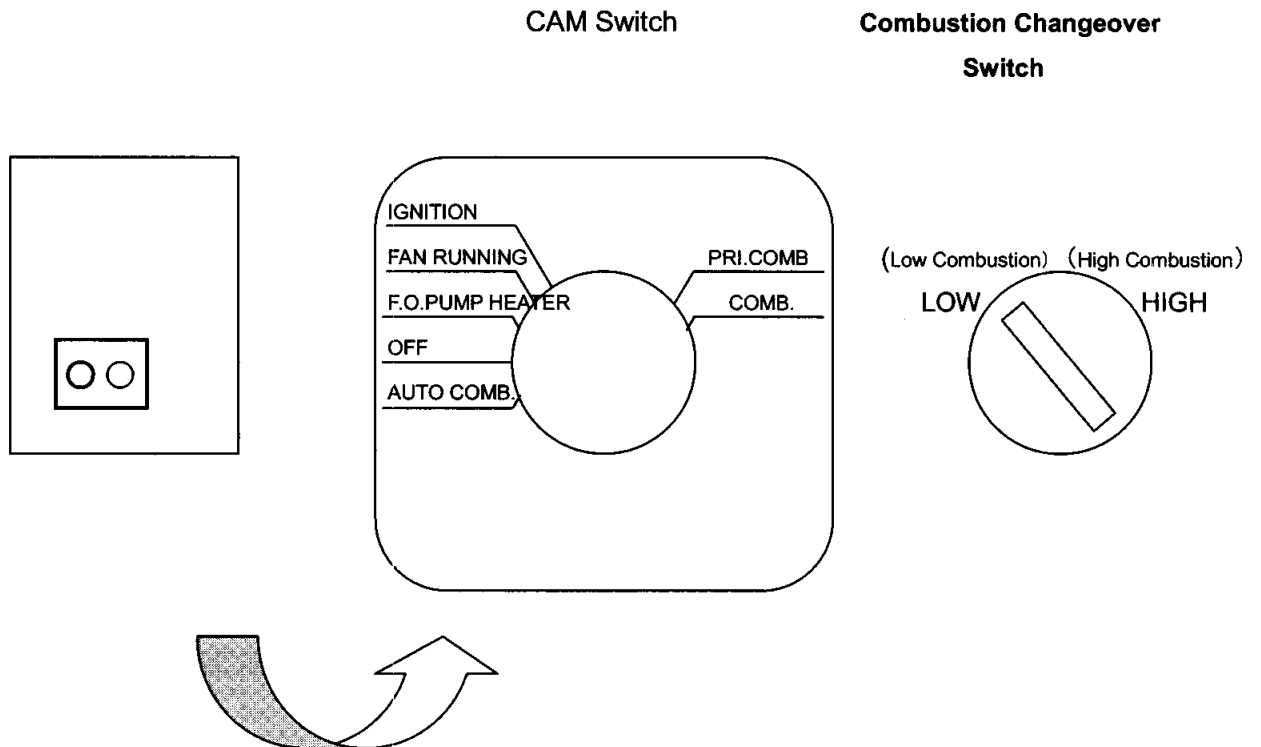 CAM Switch
Combustion Changeover
Switch
IGNITION
FAN RUNNING
F.O.PUMP HEATER
OFF
AUTO COMB.
PRI.COMB
COMB.
(Low Combustion) (High Combustion)
LOW HIGH